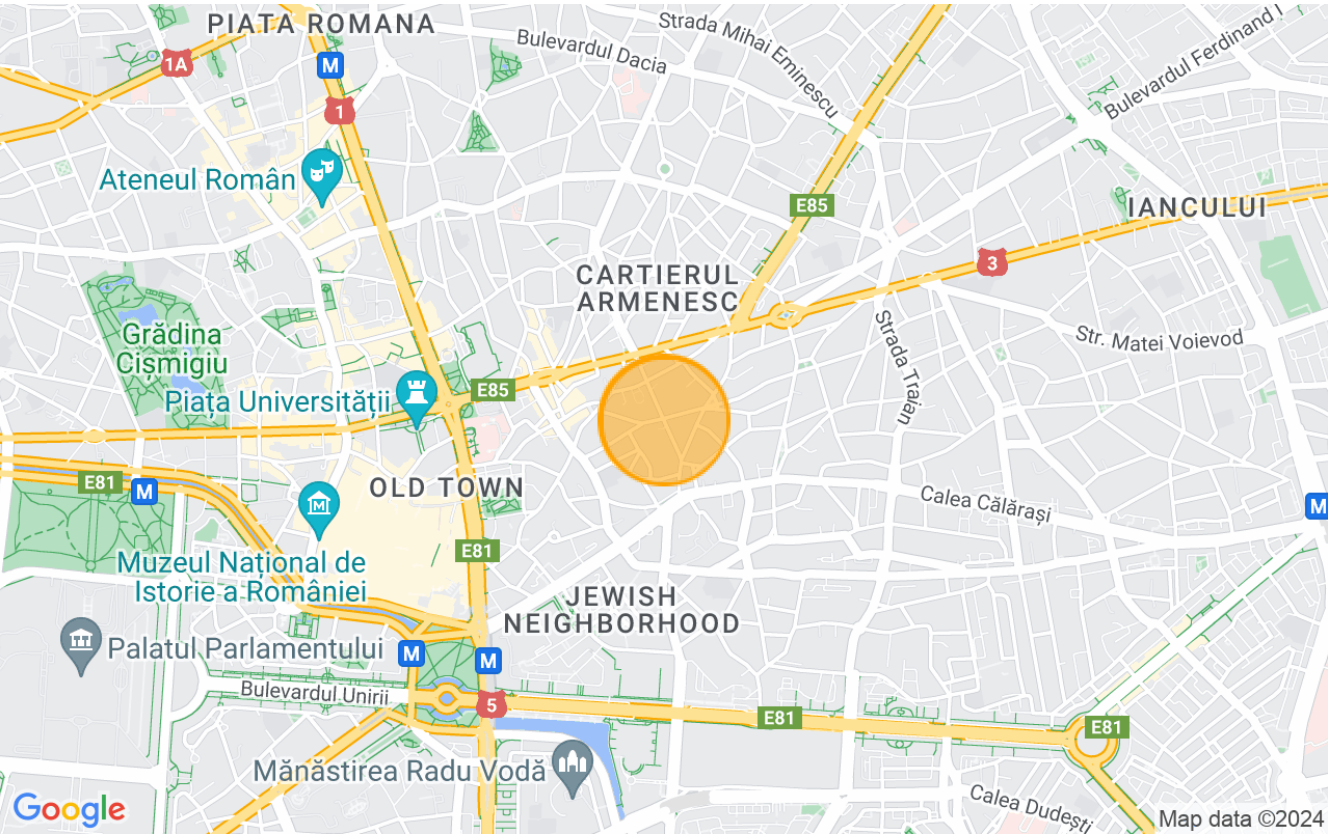 PIAȚA ROMANA
Strada Mihai Eminescu
Bulevardul Dacia
Bulevardul Ferdinand I
1A
M
1
Ateneul Român
E85
IANCULUI
3
CARTIERUL
ARMENESC
Grădina
Cișmigiu
Strada Traian
Str. Matei Voievod
E85
Piața Universității
E81
M
OLD TOWN
Calea Călărași
M
E81
Muzeul Național de
Istorie a României
JEWISH
NEIGHBORHOOD
Palatul Parlamentului
M
M
Bulevardul Unirii
5
E81
E81
Mănăstirea Radu Vodă
Calea Dudești
Google
Map data ©2024